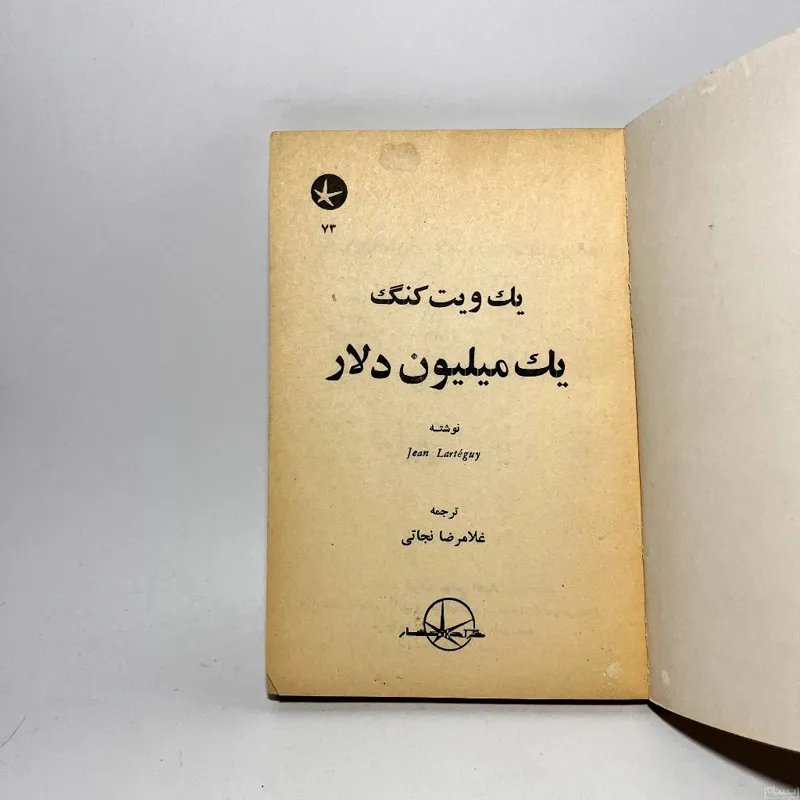 ۷۳
یك ویت کنگ
یك میلیون دلار
نوشته
Jean Lartéguy
ترجمه
غلامرضا نجاتی